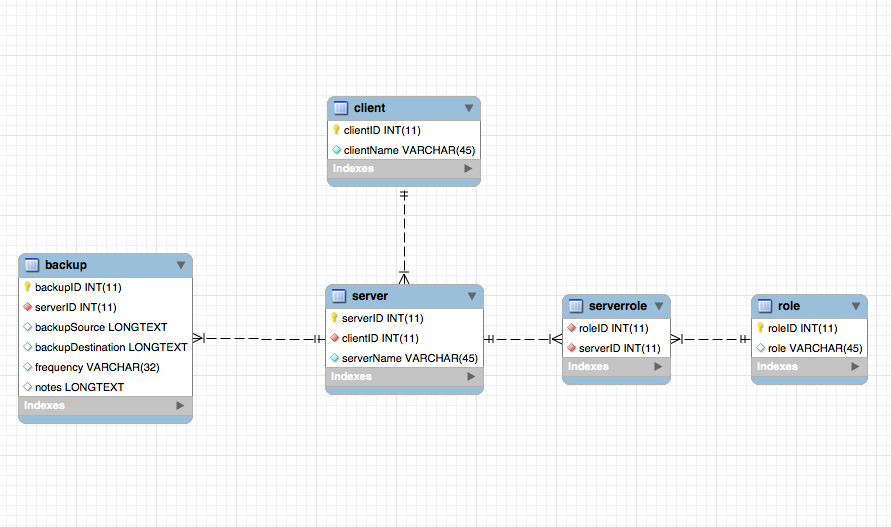 client
clientID INT(11)
clientName VARCHAR(45)
Indexes
backup
backupID INT(11)
serverID INT(11)
backupSource LONGTEXT
backupDestination LONGTEXT
frequency VARCHAR(32)
notes LONGTEXT
Indexes
server
serverID INT(11)
clientID INT(11)
serverName VARCHAR(45)
Indexes
serverrole
roleID INT(11)
serverID INT(11)
Indexes
role
roleID INT(11)
role VARCHAR(45)
Indexes